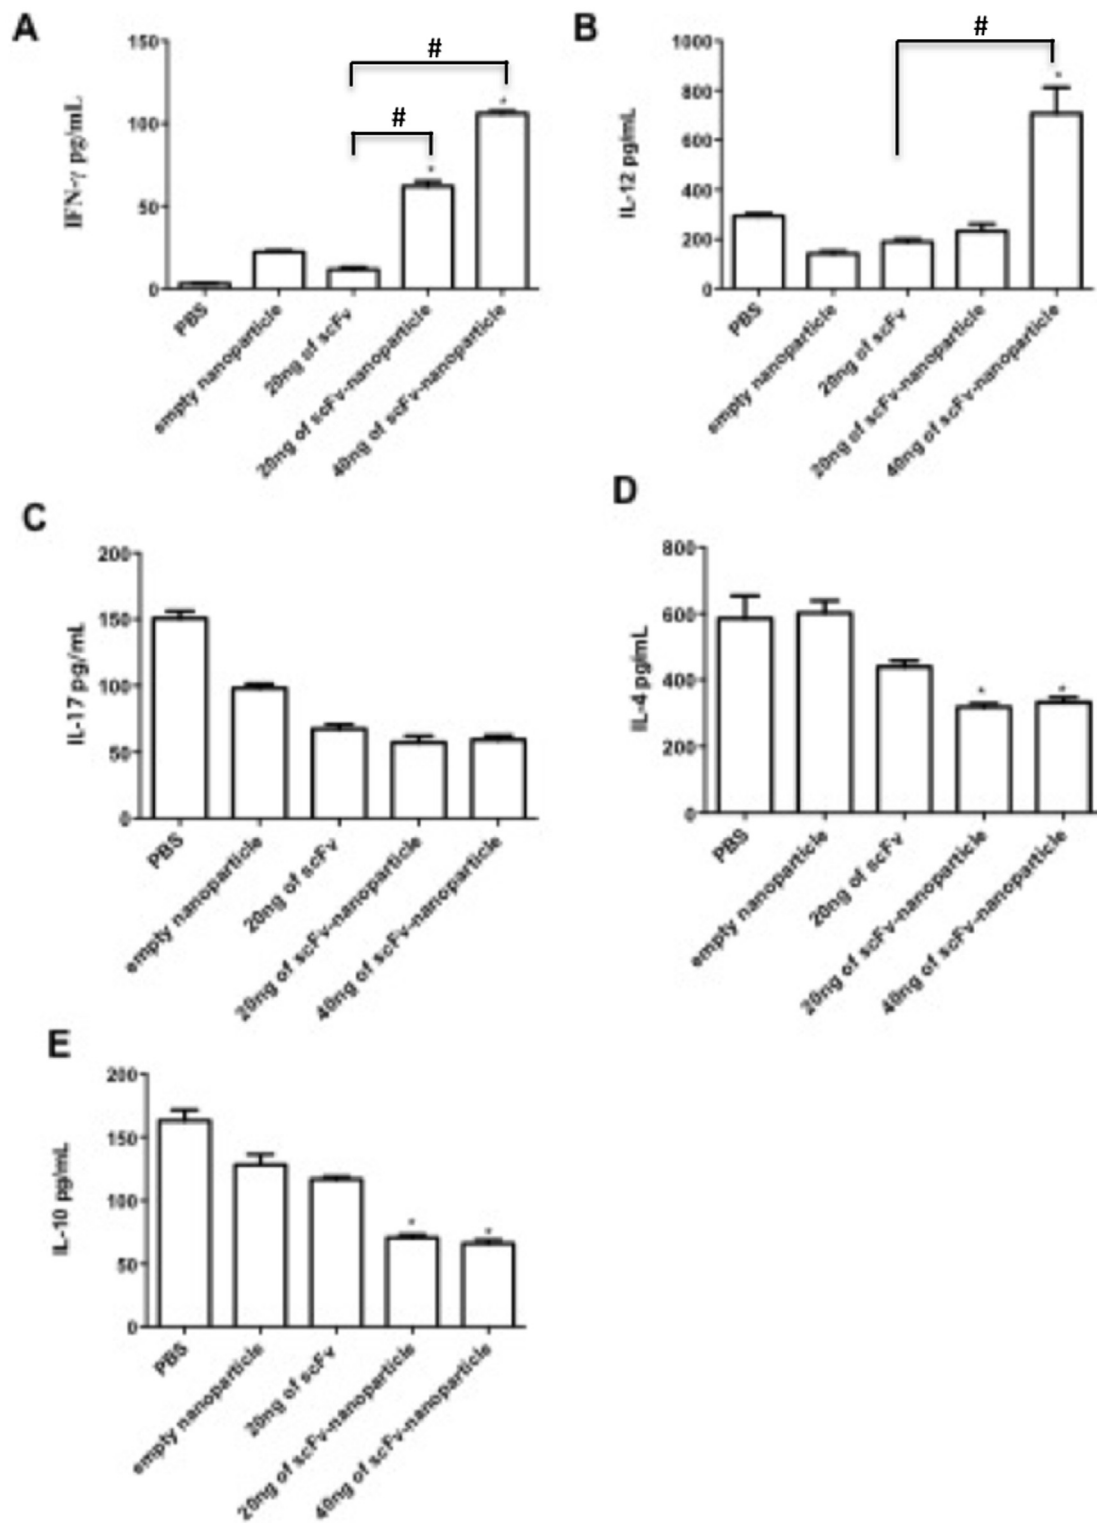 A
IFN-γ pg/mL
150
100
50
0
#
#
*
*
PBS
empty nanoparticle
20ng of scFv
20ng of scFv-nanoparticle
40ng of scFv-nanoparticle
B
IL-12 pg/mL
1000
800
600
400
200
0
#
*
PBS
empty nanoparticle
20ng of scFv
20ng of scFv-nanoparticle
40ng of scFv-nanoparticle
C
IL-17 pg/mL
200
150
100
50
0
PBS
empty nanoparticle
20ng of scFv
20ng of scFv-nanoparticle
40ng of scFv-nanoparticle
D
IL-4 pg/mL
800
600
400
200
0
*
*
PBS
empty nanoparticle
20ng of scFv
20ng of scFv-nanoparticle
40ng of scFv-nanoparticle
E
IL-10 pg/mL
200
150
100
50
0
*
*
PBS
empty nanoparticle
20ng of scFv
20ng of scFv-nanoparticle
40ng of scFv-nanoparticle